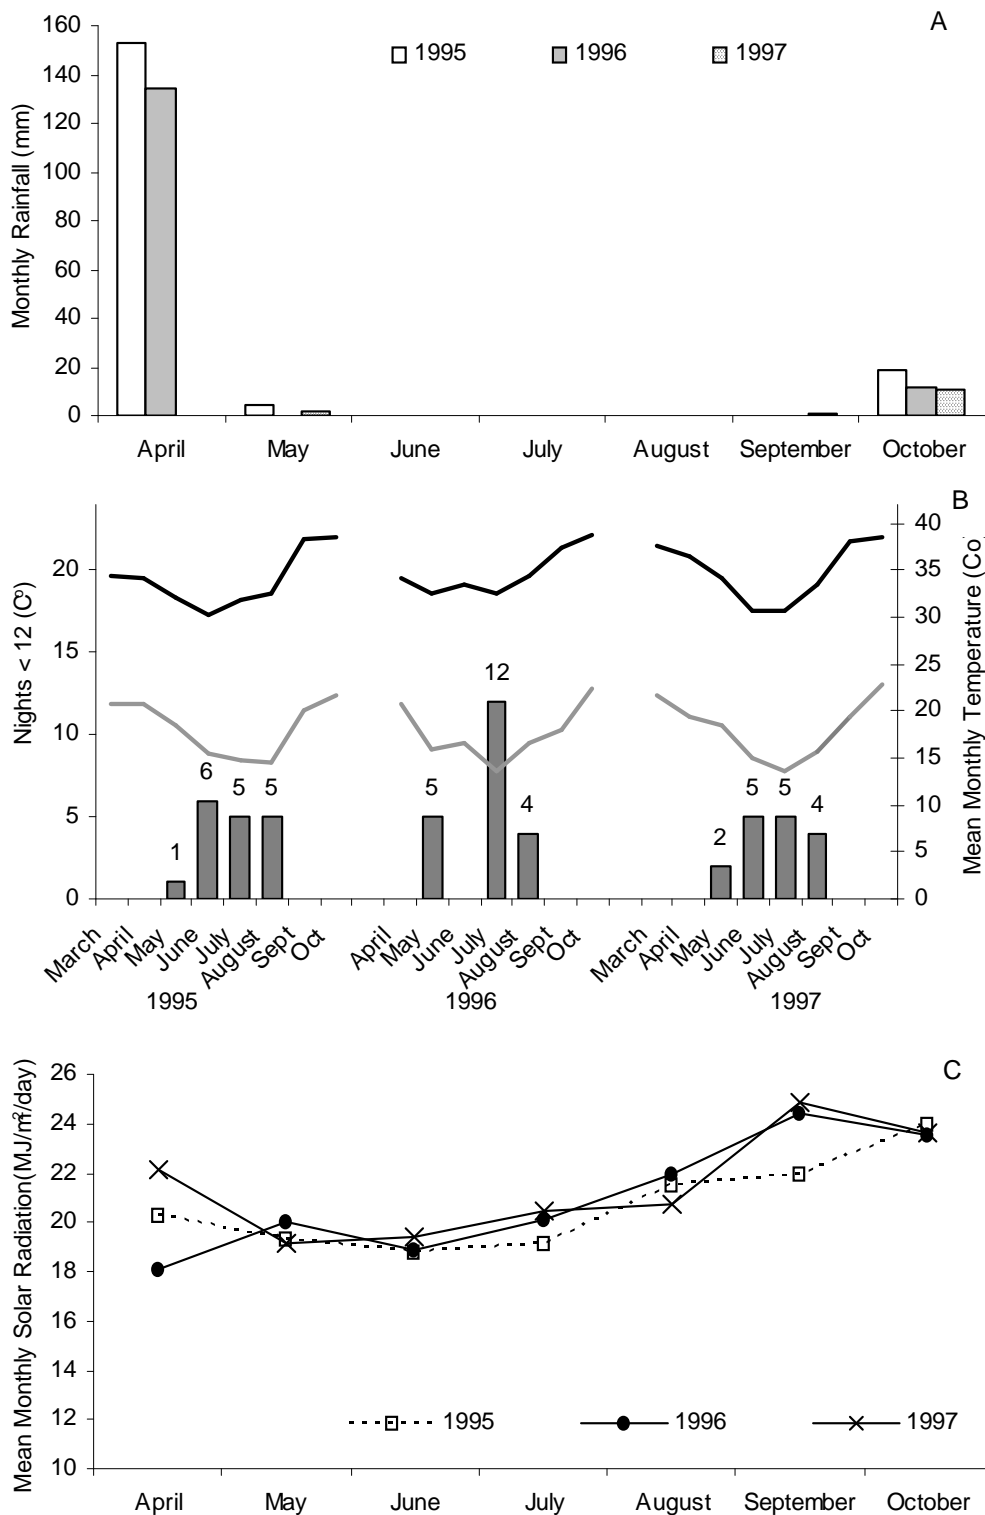 A
160
140
120
100
80
60
40
20
0
Monthly Rainfall (mm)
1995 1996 1997
April May June July August September October
B
Nights < 12 (Cº)
20
15
10
5
0
40
35
30
25
20
15
10
5
0
Mean Monthly Temperature (Co
1 6 5 5
5 12 4
2 5 5 4
March April May June July August Sept Oct
April May June July August Sept Oct
March April May June July August Sept Oct
1995 1996 1997
C
Mean Monthly Solar Radiation(MJ/m²/day)
26
24
22
20
18
16
14
12
10
1995 1996 1997
April May June July August September October